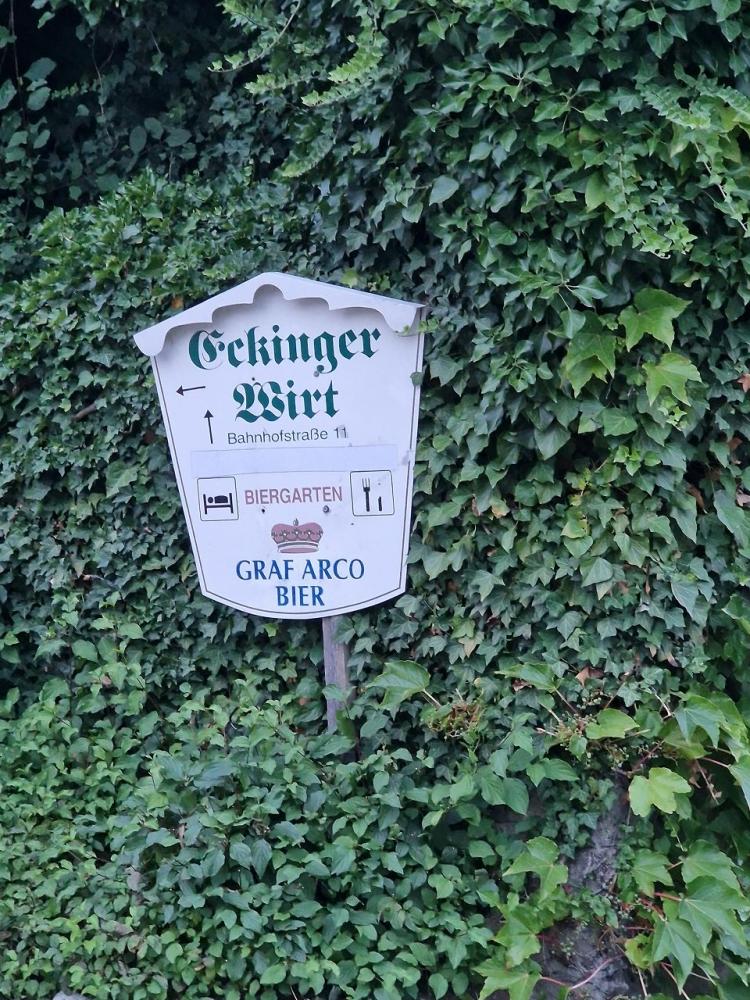 Eckinger
Wirt
Bahnhofstraße 11
BIERGARTEN
GRAF ARCO
BIER